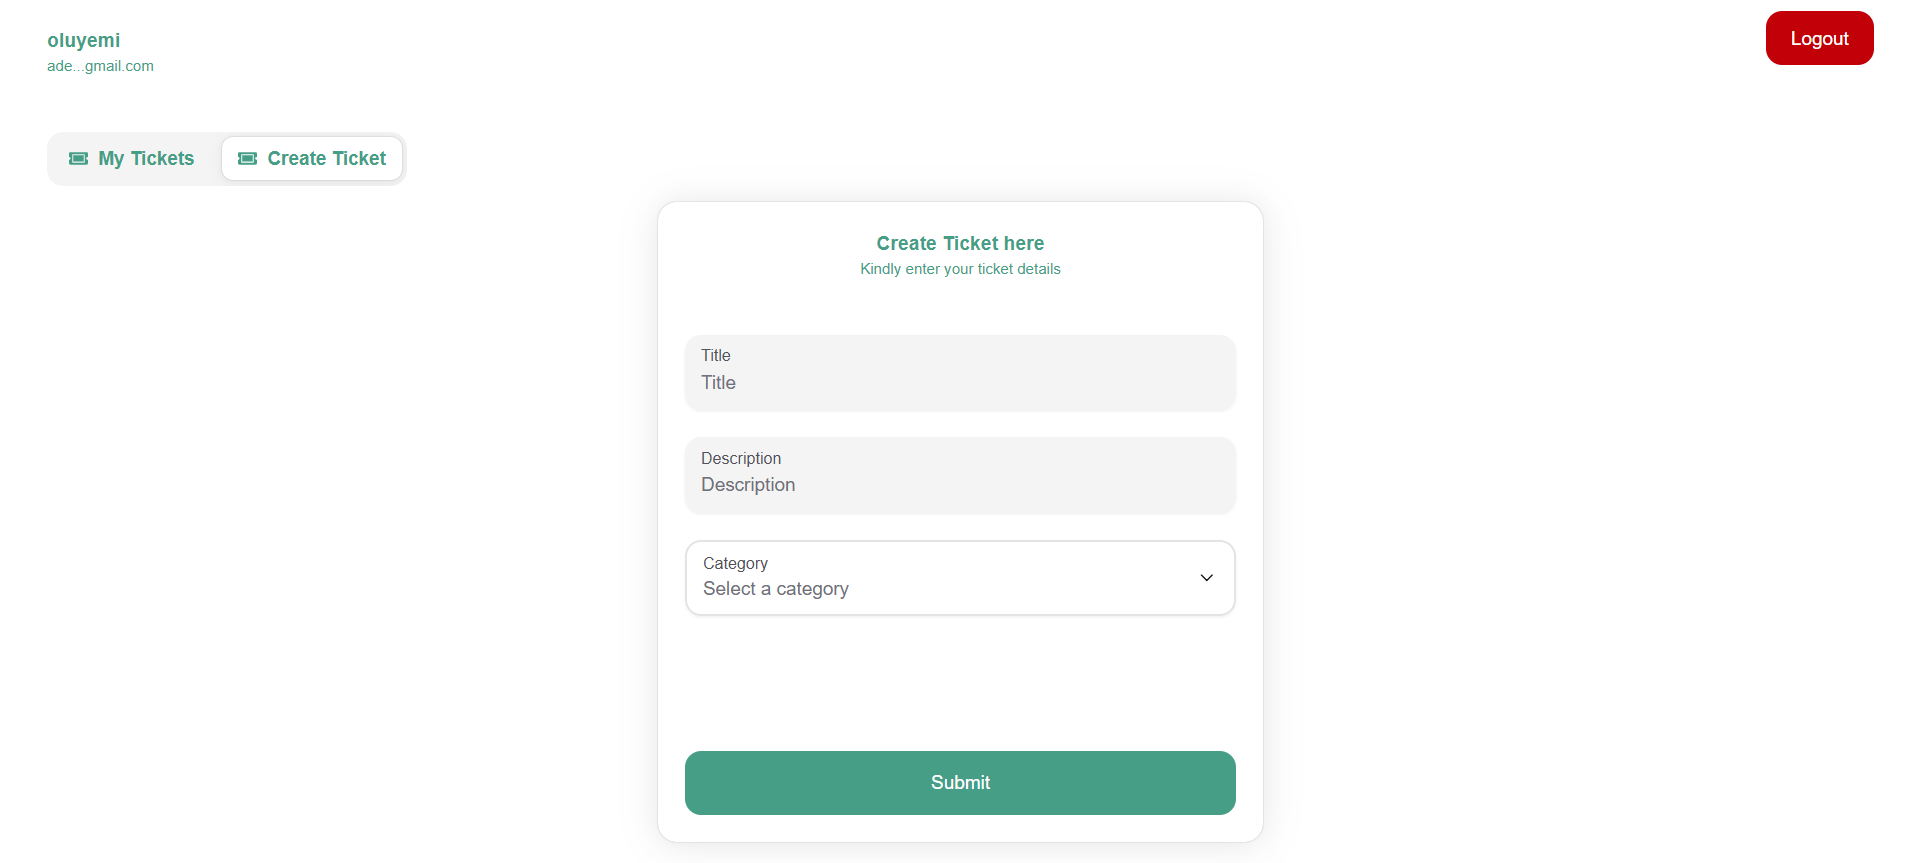 oluyemi
ade...gmail.com
Logout
My Tickets
Create Ticket
Create Ticket here
Kindly enter your ticket details
Title
Title
Description
Description
Category
Select a category
Submit